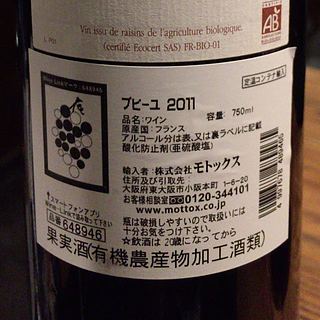 Vin issu de raisins de l'agriculture biologique.
(certifié Ecocert SAS) FR-BIO-01
AB
定温コンテナ輸入
プピーユ 2011
品名:ワイン 容量:750ml
原産国:フランス
アルコール分は表、又は裏ラベルに記載
酸化防止剤(亜硫酸塩)
輸入者:株式会社 モトックス
住所及び引取先:
大阪府東大阪市小阪本町 1-6-20
お客様相談室 0120-344101
www.mottox.co.jp
瓶は破損しやすいので取扱いには
十分お気をつけ下さい。
☆飲酒は20歳になってから
スマートフォンアプリ
品番 648946
果実酒(有機農産物加工酒類)